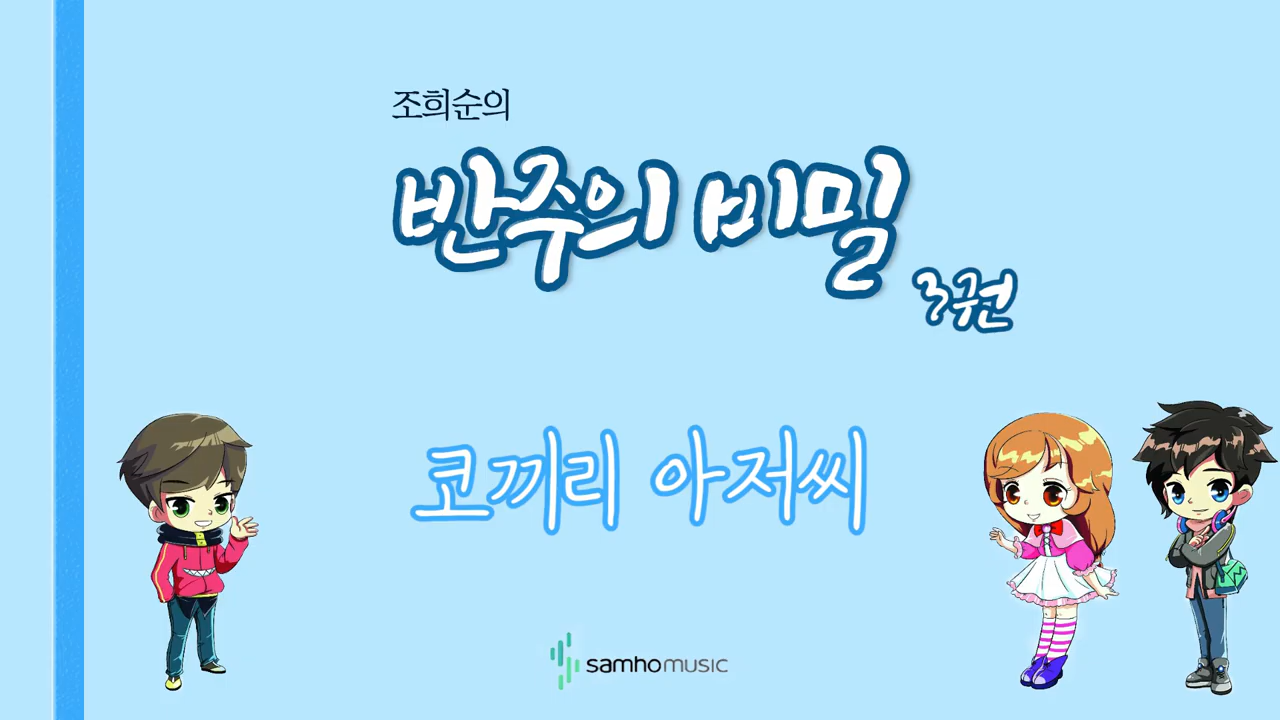 조희순의
반주의 비밀
3권
코끼리 아저씨
samhomusic